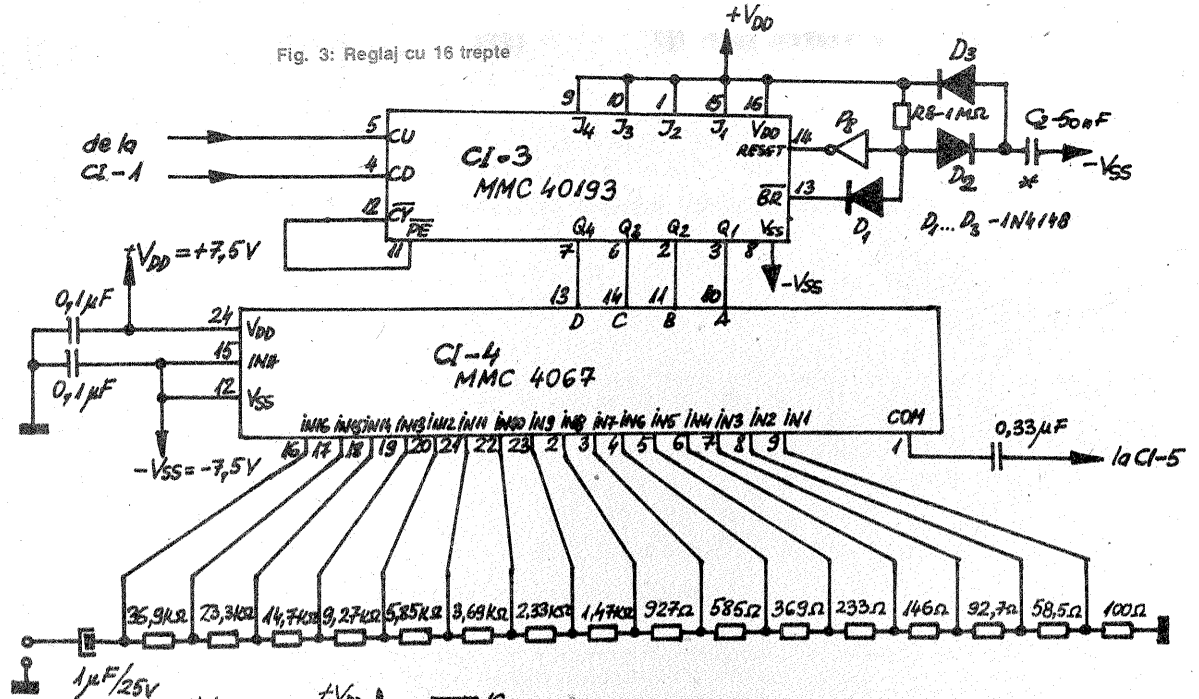 +VDD
Fig. 3: Reglaj cu 16 trepte
D3
9 10 1 15 16
J4 J3 J2 J1 VDD
R8-1MΩ
C2-50nF
5 CU
14
RESET
P8
de la
CI-1
CI-3
MMC 40193
4 CD
D2
*
-VSS
12 CY
BR 13
D1
D1...D3-1N4148
PE
11
Q4 Q3 Q2 Q1 VSS
7 6 2 3 8
+VDD=+7,5V
-VSS
0,1µF
13 14 11 10
D C B A
24 VDD
15 INH
CI-4
MMC 4067
0,1µF
12 VSS
IN16 IN15 IN14 IN13 IN12 IN11 IN10 IN9 IN8 IN7 IN6 IN5 IN4 IN3 IN2 IN1
COM
16 17 18 19 20 21 22 23 2 3 4 5 6 7 8 9
1
0,33µF
la CI-5
-VSS=-7,5V
36,9kΩ 23,3kΩ 14,7kΩ 9,27kΩ 5,85kΩ 3,69kΩ 2,33kΩ 1,47kΩ 927Ω 585Ω 369Ω 233Ω 146Ω 92,7Ω 58,5Ω 100Ω
1µF/25V
+VDD